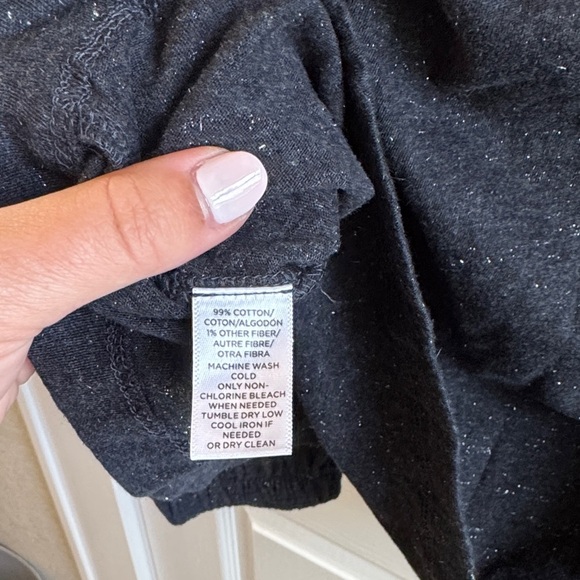 99% COTTON/
COTON/ALGODÓN
1% OTHER FIBER/
AUTRE FIBRE/
OTRA FIBRA
MACHINE WASH
COLD
ONLY NON-
CHLORINE BLEACH
WHEN NEEDED
TUMBLE DRY LOW
COOL IRON IF
NEEDED
OR DRY CLEAN